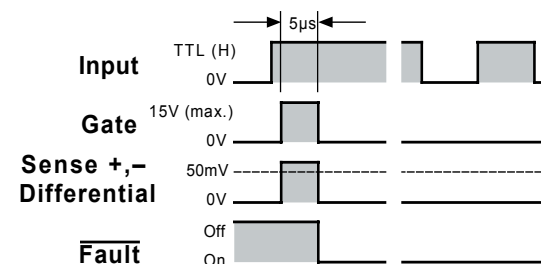 5µs
Input
TTL (H)
0V
Gate
15V (max.)
0V
Sense +,–
Differential
50mV
0V
Fault
Off
On